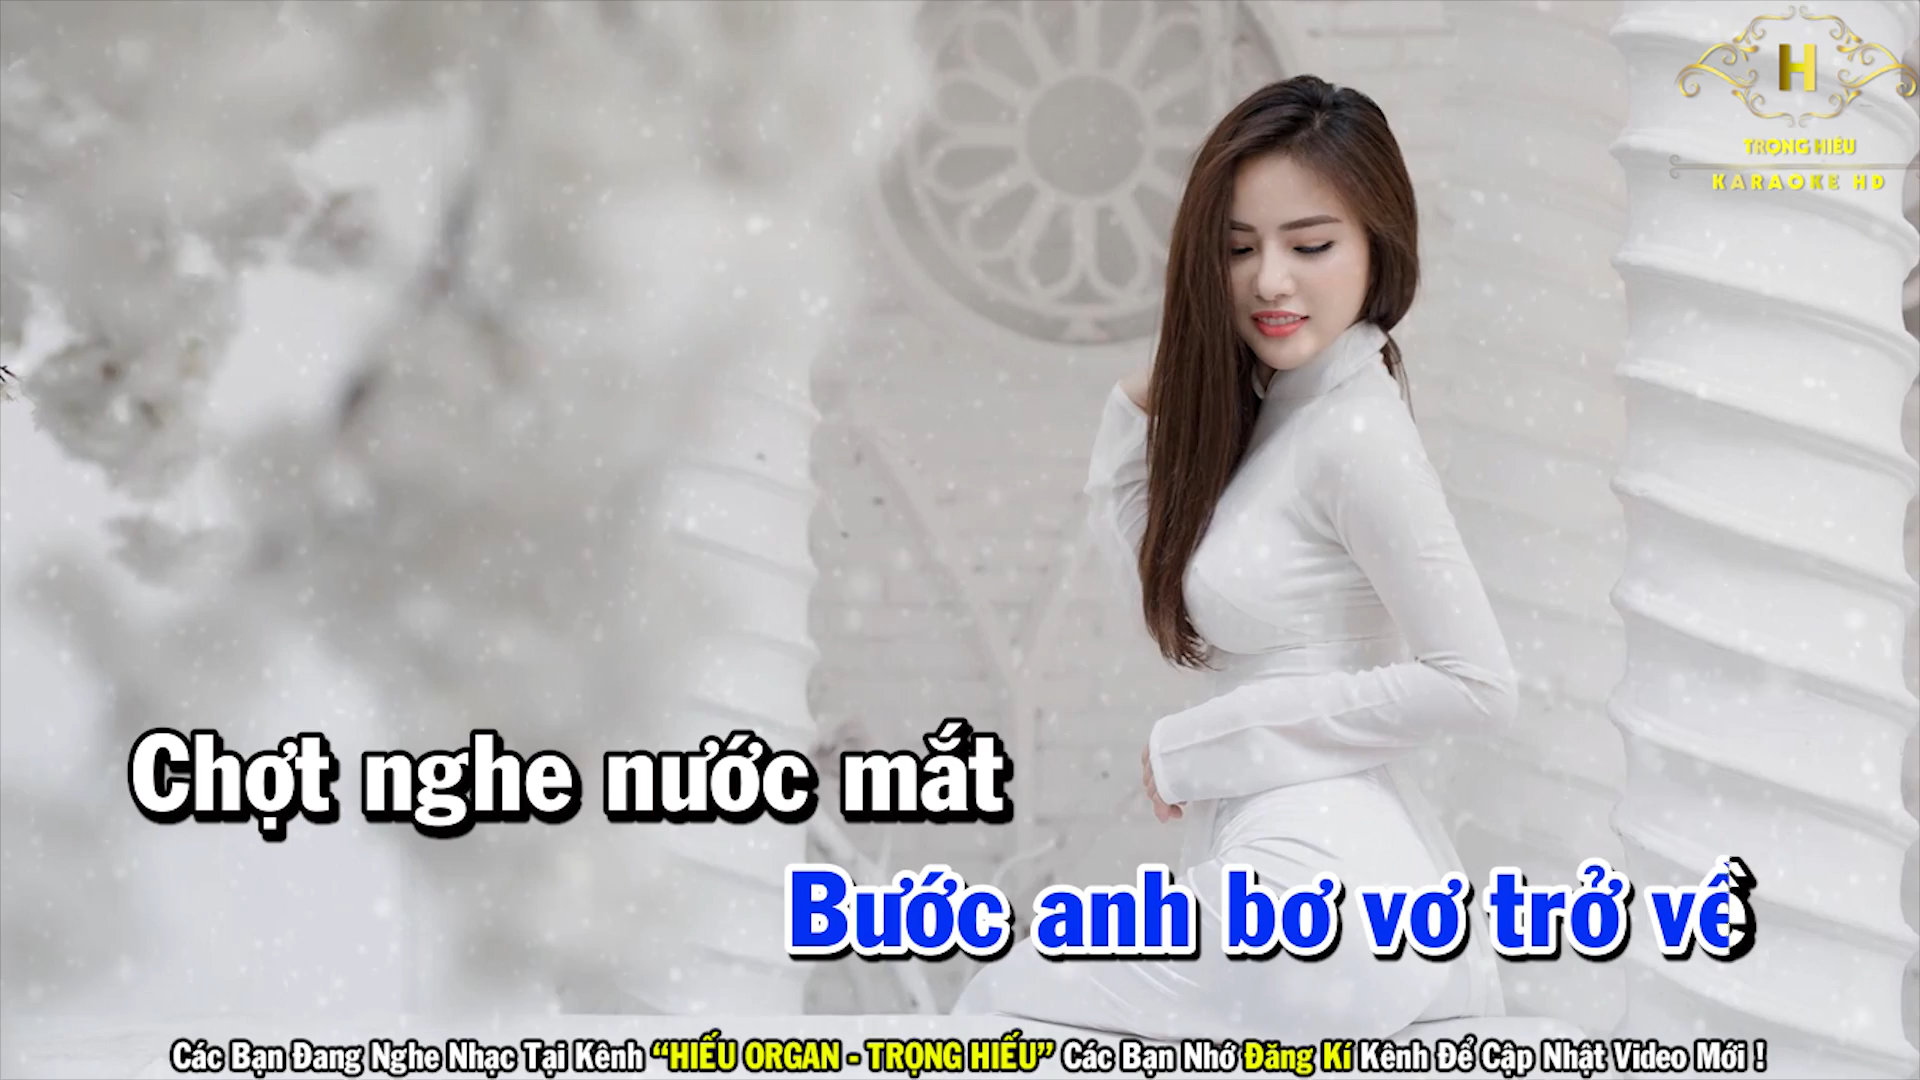 H
TRỌNG HIẾU
KARAOKE HD
Chợt nghe nước mắt
Bước anh bơ vơ trở về
Các Bạn Đang Nghe Nhạc Tại Kênh “HIẾU ORGAN - TRỌNG HIẾU” Các Bạn Nhớ Đăng Kí Kênh Để Cập Nhật Video Mới !